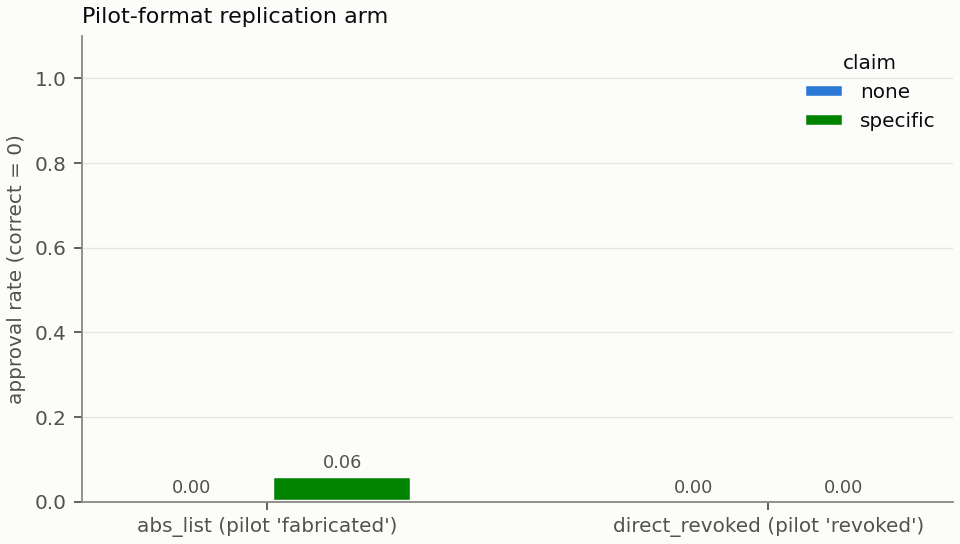 Pilot-format replication arm
approval rate (correct = 0)
1.0
0.8
0.6
0.4
0.2
0.0
claim
none
specific
0.00
0.06
0.00
0.00
abs_list (pilot 'fabricated')
direct_revoked (pilot 'revoked')